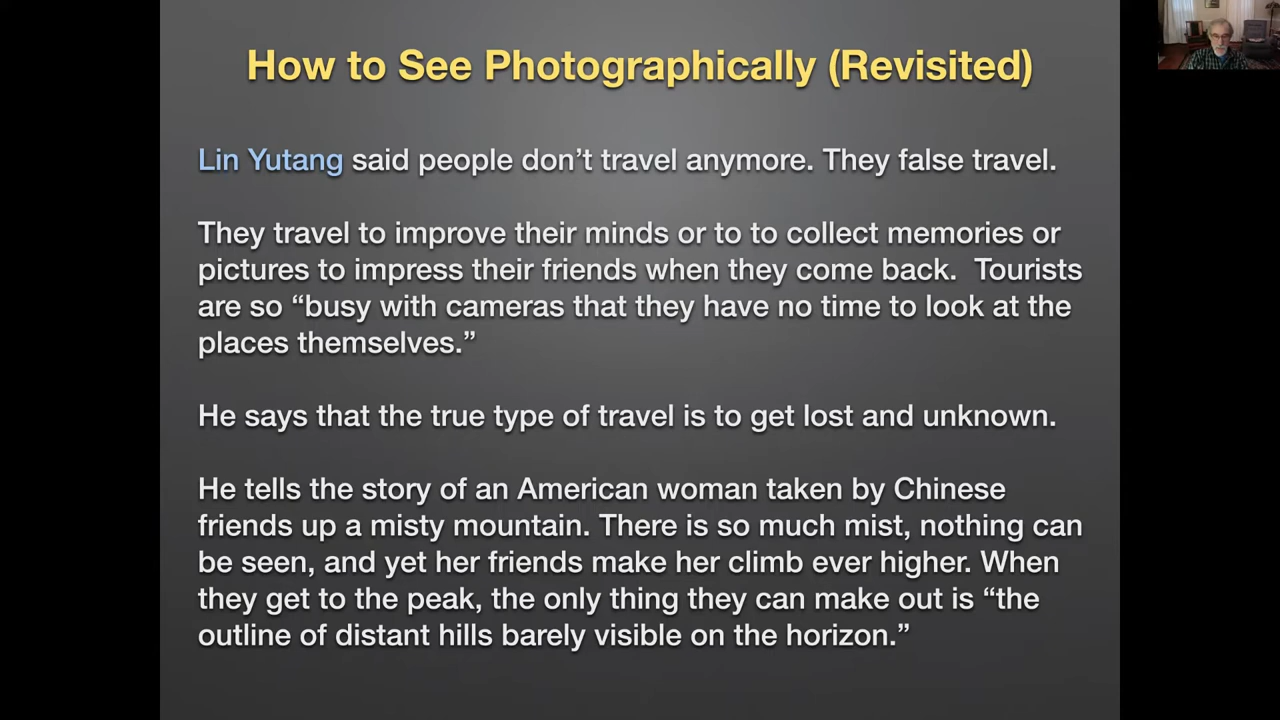 How to See Photographically (Revisited)
Lin Yutang said people don’t travel anymore. They false travel.
They travel to improve their minds or to to collect memories or
pictures to impress their friends when they come back.  Tourists
are so “busy with cameras that they have no time to look at the
places themselves.”
He says that the true type of travel is to get lost and unknown.
He tells the story of an American woman taken by Chinese
friends up a misty mountain. There is so much mist, nothing can
be seen, and yet her friends make her climb ever higher. When
they get to the peak, the only thing they can make out is “the
outline of distant hills barely visible on the horizon.”